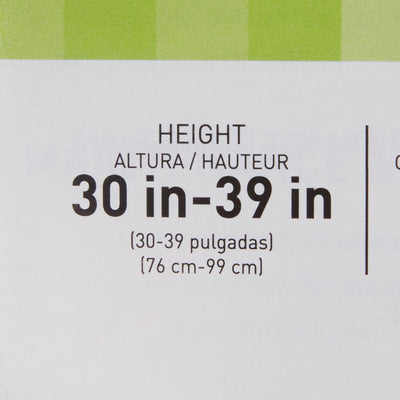 HEIGHT
ALTURA / HAUTEUR
30 in-39 in
(30-39 pulgadas)
(76 cm-99 cm)